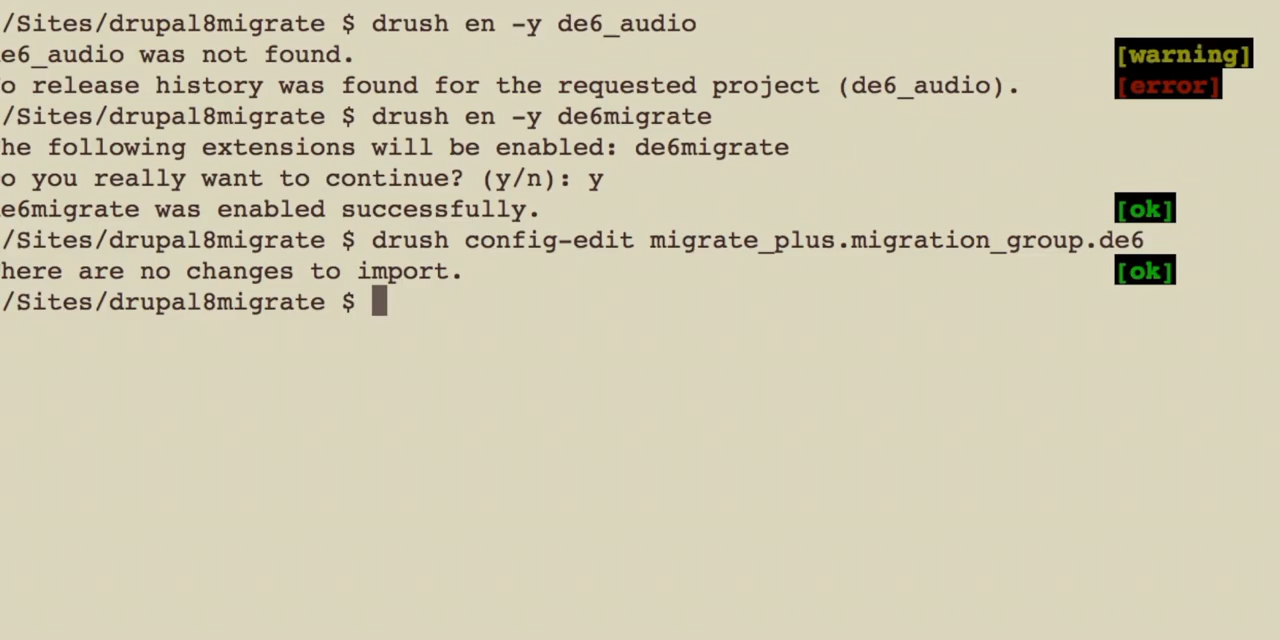 /Sites/drupal8migrate $ drush en -y de6_audio
e6_audio was not found. [warning]
o release history was found for the requested project (de6_audio). [error]
/Sites/drupal8migrate $ drush en -y de6migrate
he following extensions will be enabled: de6migrate
o you really want to continue? (y/n): y
e6migrate was enabled successfully. [ok]
/Sites/drupal8migrate $ drush config-edit migrate_plus.migration_group.de6
here are no changes to import. [ok]
/Sites/drupal8migrate $